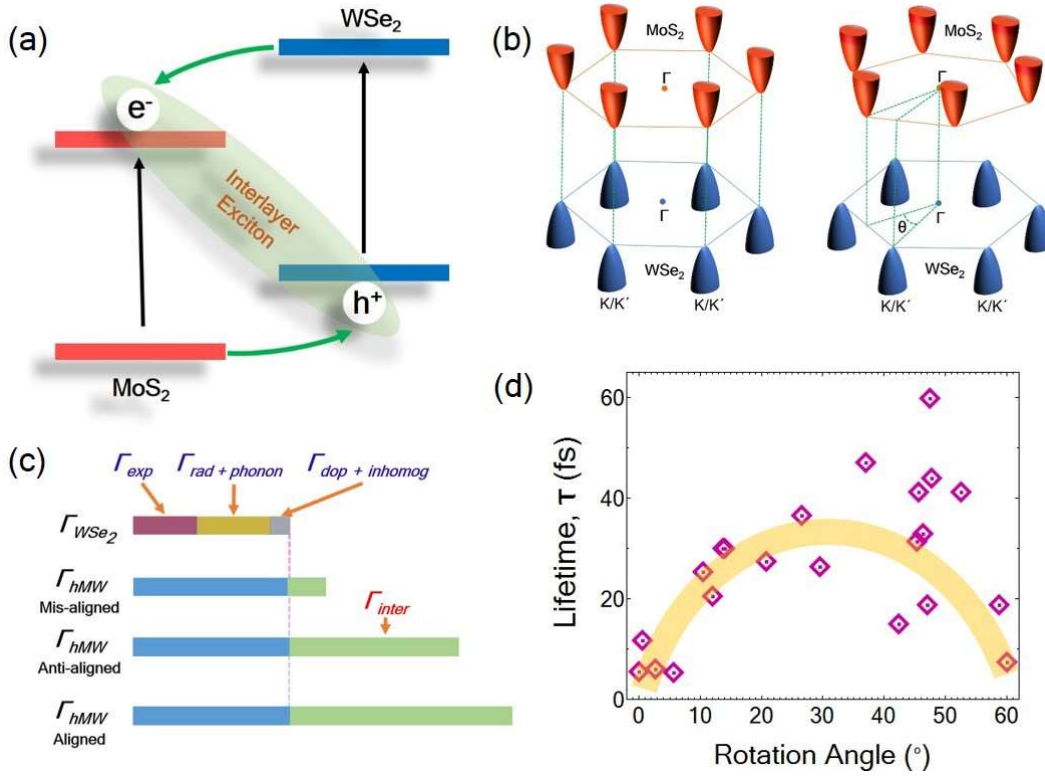 (a)
WSe₂
e⁻
Interlayer
Exciton
h⁺
MoS₂
(b)
MoS₂
Γ
Γ
WSe₂
K/K´
K/K´
MoS₂
Γ
Γ
θ
WSe₂
K/K´
K/K´
(c)
Γexp
Γrad + phonon
Γdop + inhomog
ΓWSe₂
ΓhMW
Mis-aligned
Γinter
ΓhMW
Anti-aligned
ΓhMW
Aligned
(d)
60
40
20
0
Lifetime, τ (fs)
0 10 20 30 40 50 60
Rotation Angle (°)